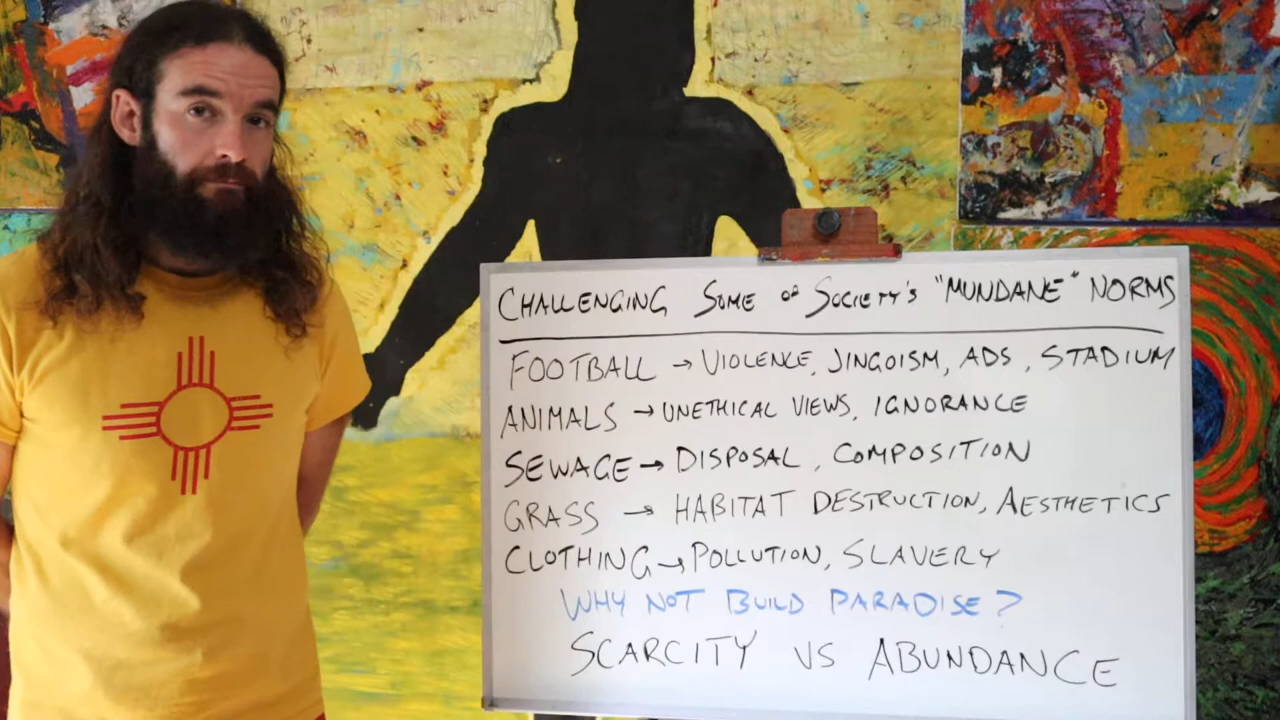 CHALLENGING SOME OF SOCIETY'S "MUNDANE" NORMS
FOOTBALL → VIOLENCE, JINGOISM, ADS, STADIUM
ANIMALS → UNETHICAL VIEWS, IGNORANCE
SEWAGE → DISPOSAL, COMPOSITION
GRASS → HABITAT DESTRUCTION, AESTHETICS
CLOTHING → POLLUTION, SLAVERY
WHY NOT BUILD PARADISE?
SCARCITY VS ABUNDANCE